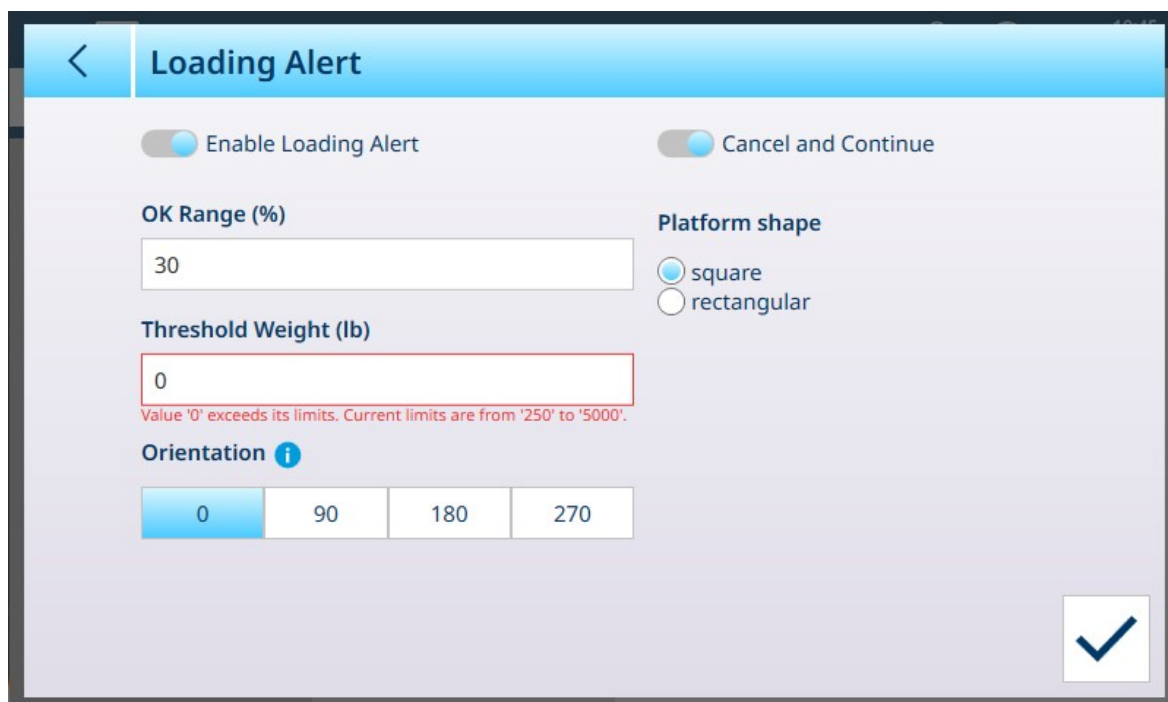 Loading Alert
Enable Loading Alert
Cancel and Continue
OK Range (%)
30
Platform shape
square
rectangular
Threshold Weight (lb)
0
Value '0' exceeds its limits. Current limits are from '250' to '5000'.
Orientation
0 90 180 270